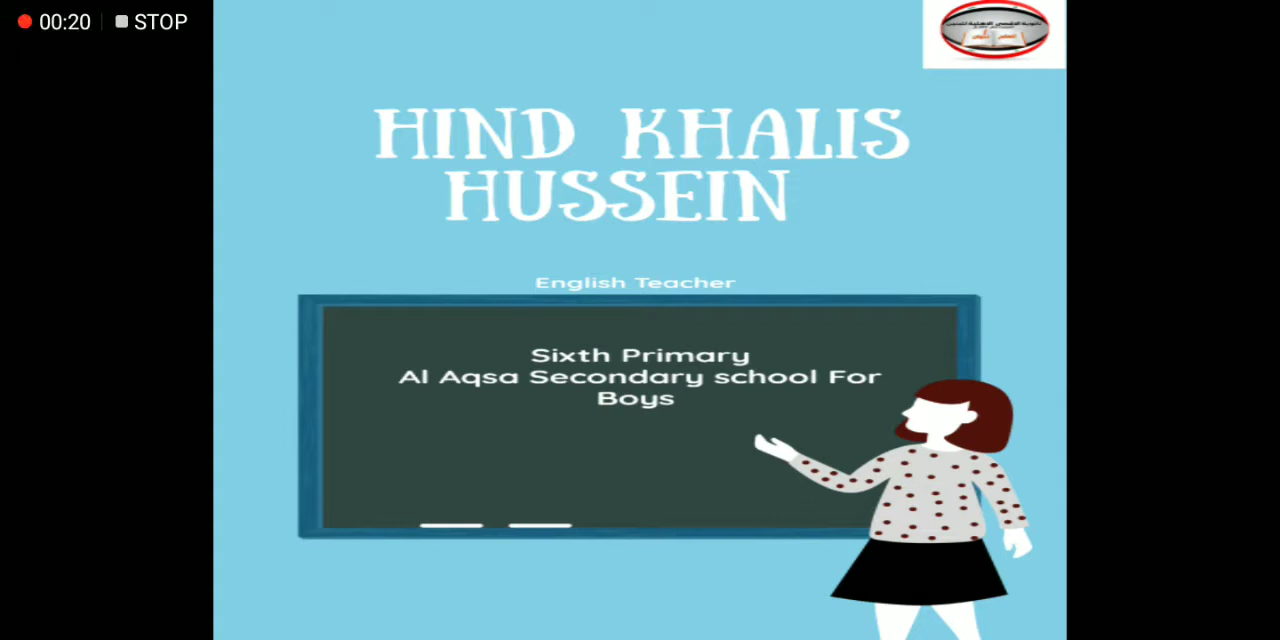 00:20 STOP
HIND KHALIS
HUSSEIN
English Teacher
Sixth Primary
Al Aqsa Secondary school For
Boys